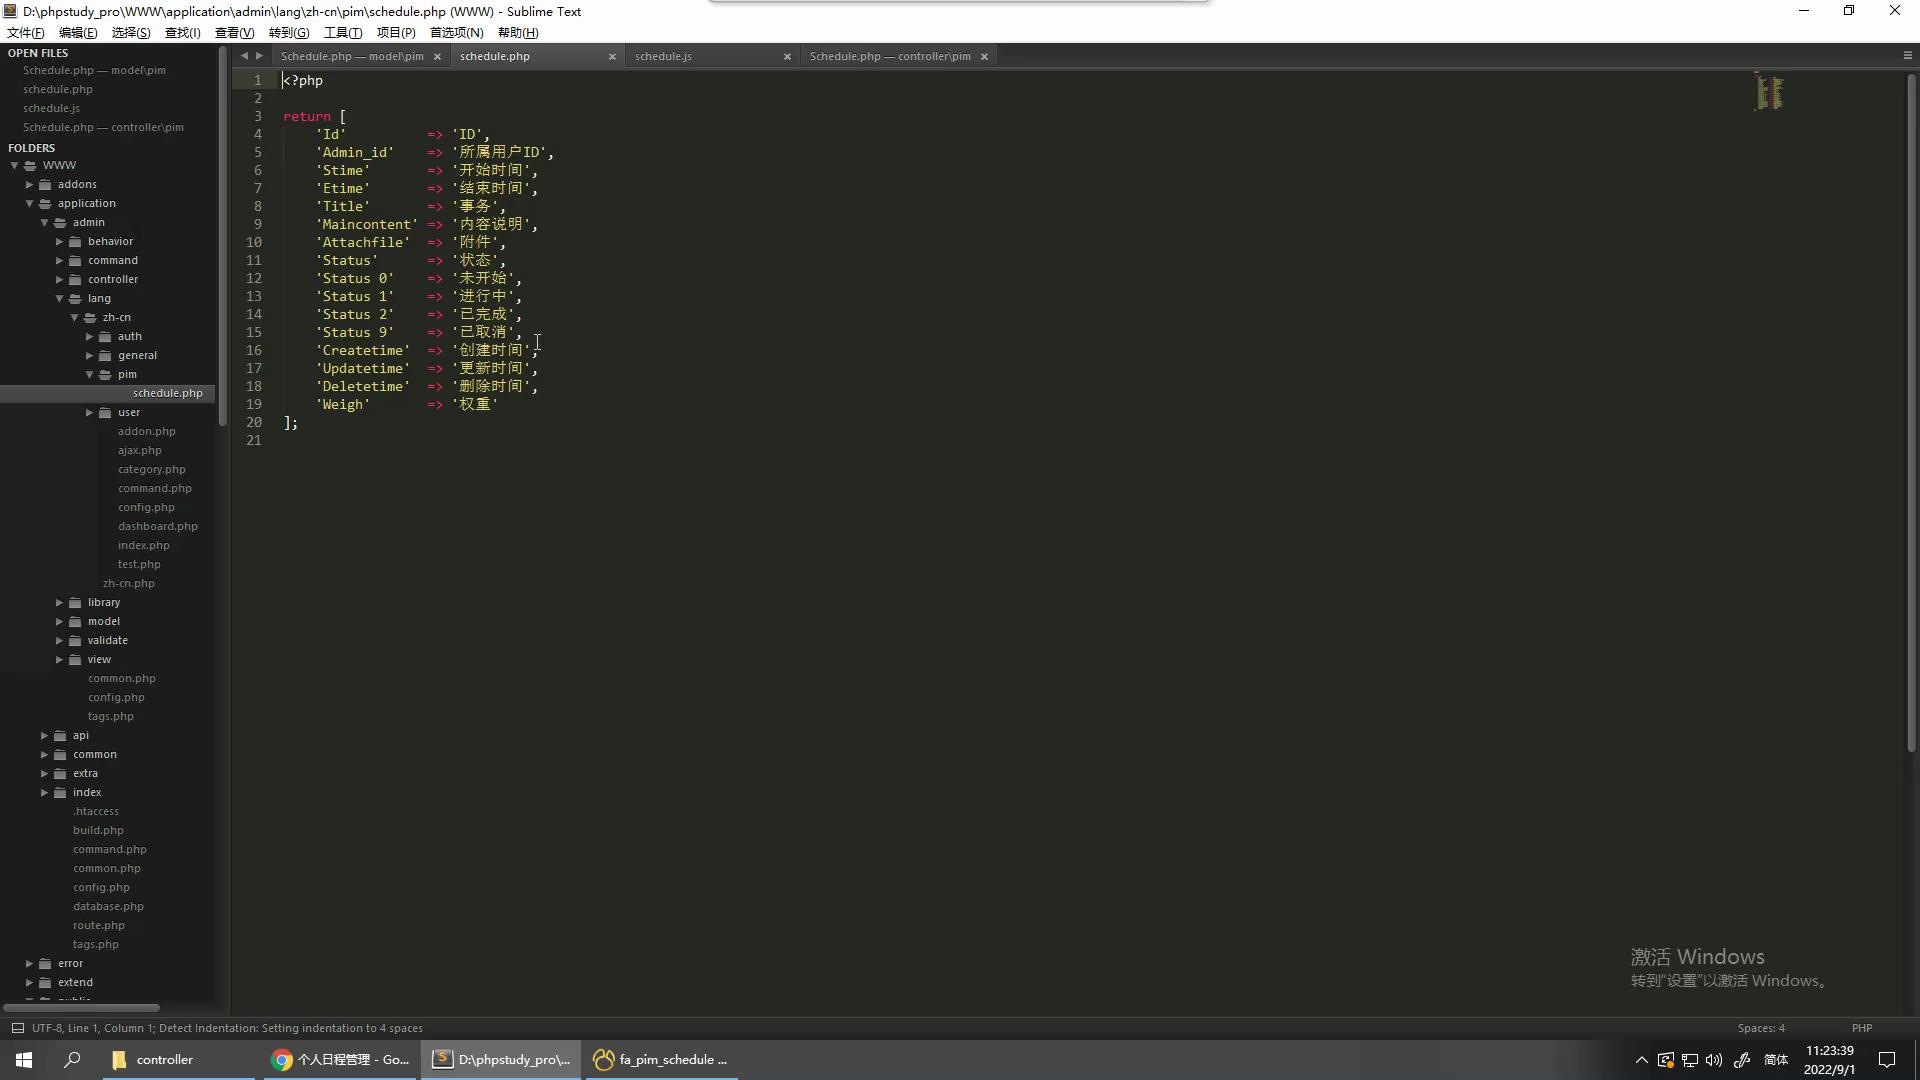 D:\phpstudy_pro\WWW\application\admin\lang\zh-cn\pim\schedule.php (WWW) - Sublime Text
文件(F) 编辑(E) 选择(S) 查找(I) 查看(V) 转到(G) 工具(T) 项目(P) 首选项(N) 帮助(H)
OPEN FILES
Schedule.php — model\pim
schedule.php
schedule.js
Schedule.php — controller\pim
FOLDERS
WWW
addons
application
admin
behavior
command
controller
lang
zh-cn
auth
general
pim
schedule.php
user
addon.php
ajax.php
category.php
command.php
config.php
dashboard.php
index.php
test.php
zh-cn.php
library
model
validate
view
common.php
config.php
tags.php
api
common
extra
index
.htaccess
build.php
command.php
common.php
config.php
database.php
route.php
tags.php
error
extend
public
Schedule.php — model\pim
schedule.php
schedule.js
Schedule.php — controller\pim
1 <?php
2
3 return [
4 'Id' => 'ID',
5 'Admin_id' => '所属用户ID',
6 'Stime' => '开始时间',
7 'Etime' => '结束时间',
8 'Title' => '事务',
9 'Maincontent' => '内容说明',
10 'Attachfile' => '附件',
11 'Status' => '状态',
12 'Status 0' => '未开始',
13 'Status 1' => '进行中',
14 'Status 2' => '已完成',
15 'Status 9' => '已取消',
16 'Createtime' => '创建时间',
17 'Updatetime' => '更新时间',
18 'Deletetime' => '删除时间',
19 'Weigh' => '权重'
20 ];
21
激活 Windows
转到“设置”以激活 Windows。
UTF-8, Line 1, Column 1; Detect Indentation: Setting indentation to 4 spaces
Spaces: 4
PHP
controller
个人日程管理 - Go...
D:\phpstudy_pro\...
fa_pim_schedule ...
简体
11:23:39
2022/9/1